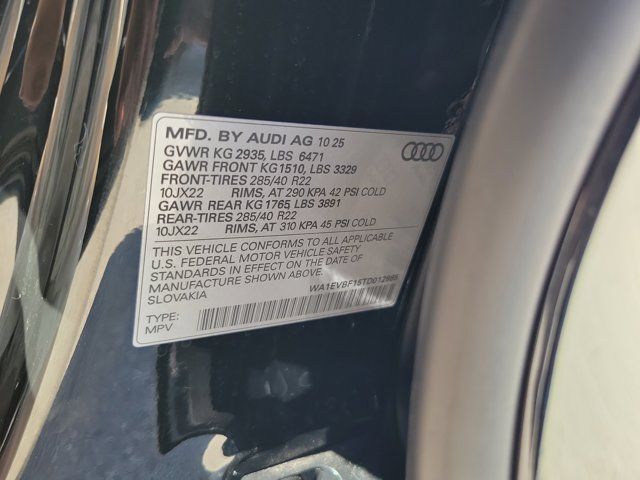 MFD. BY AUDI AG 10 25
GVWR KG 2935, LBS 6471
GAWR FRONT KG1510, LBS 3329
FRONT-TIRES 285/40 R22
10JX22 RIMS, AT 290 KPA 42 PSI COLD
GAWR REAR KG 1765, LBS 3891
REAR-TIRES 285/40 R22
10JX22 RIMS, AT 310 KPA 45 PSI COLD
THIS VEHICLE CONFORMS TO ALL APPLICABLE
U.S. FEDERAL MOTOR VEHICLE SAFETY
STANDARDS IN EFFECT ON THE DATE OF
MANUFACTURE SHOWN ABOVE.
SLOVAKIA
TYPE:
MPV